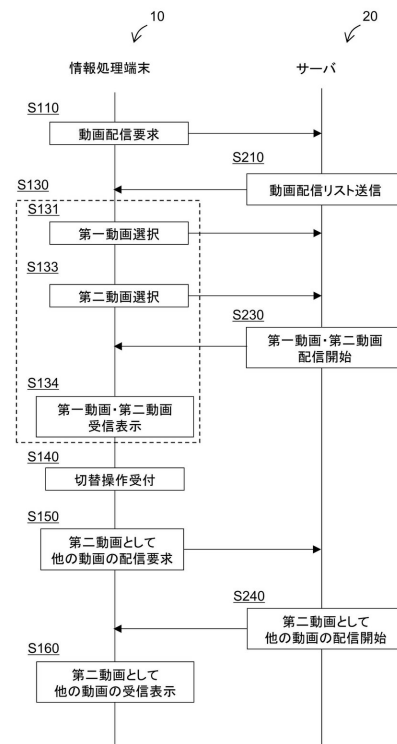 10
20
情報処理端末
サーバ
S110
動画配信要求
S210
動画配信リスト送信
S130
S131
第一動画選択
S133
第二動画選択
S230
第一動画・第二動画
配信開始
S134
第一動画・第二動画
受信表示
S140
切替操作受付
S150
第二動画として
他の動画の配信要求
S240
第二動画として
他の動画の配信開始
S160
第二動画として
他の動画の受信表示